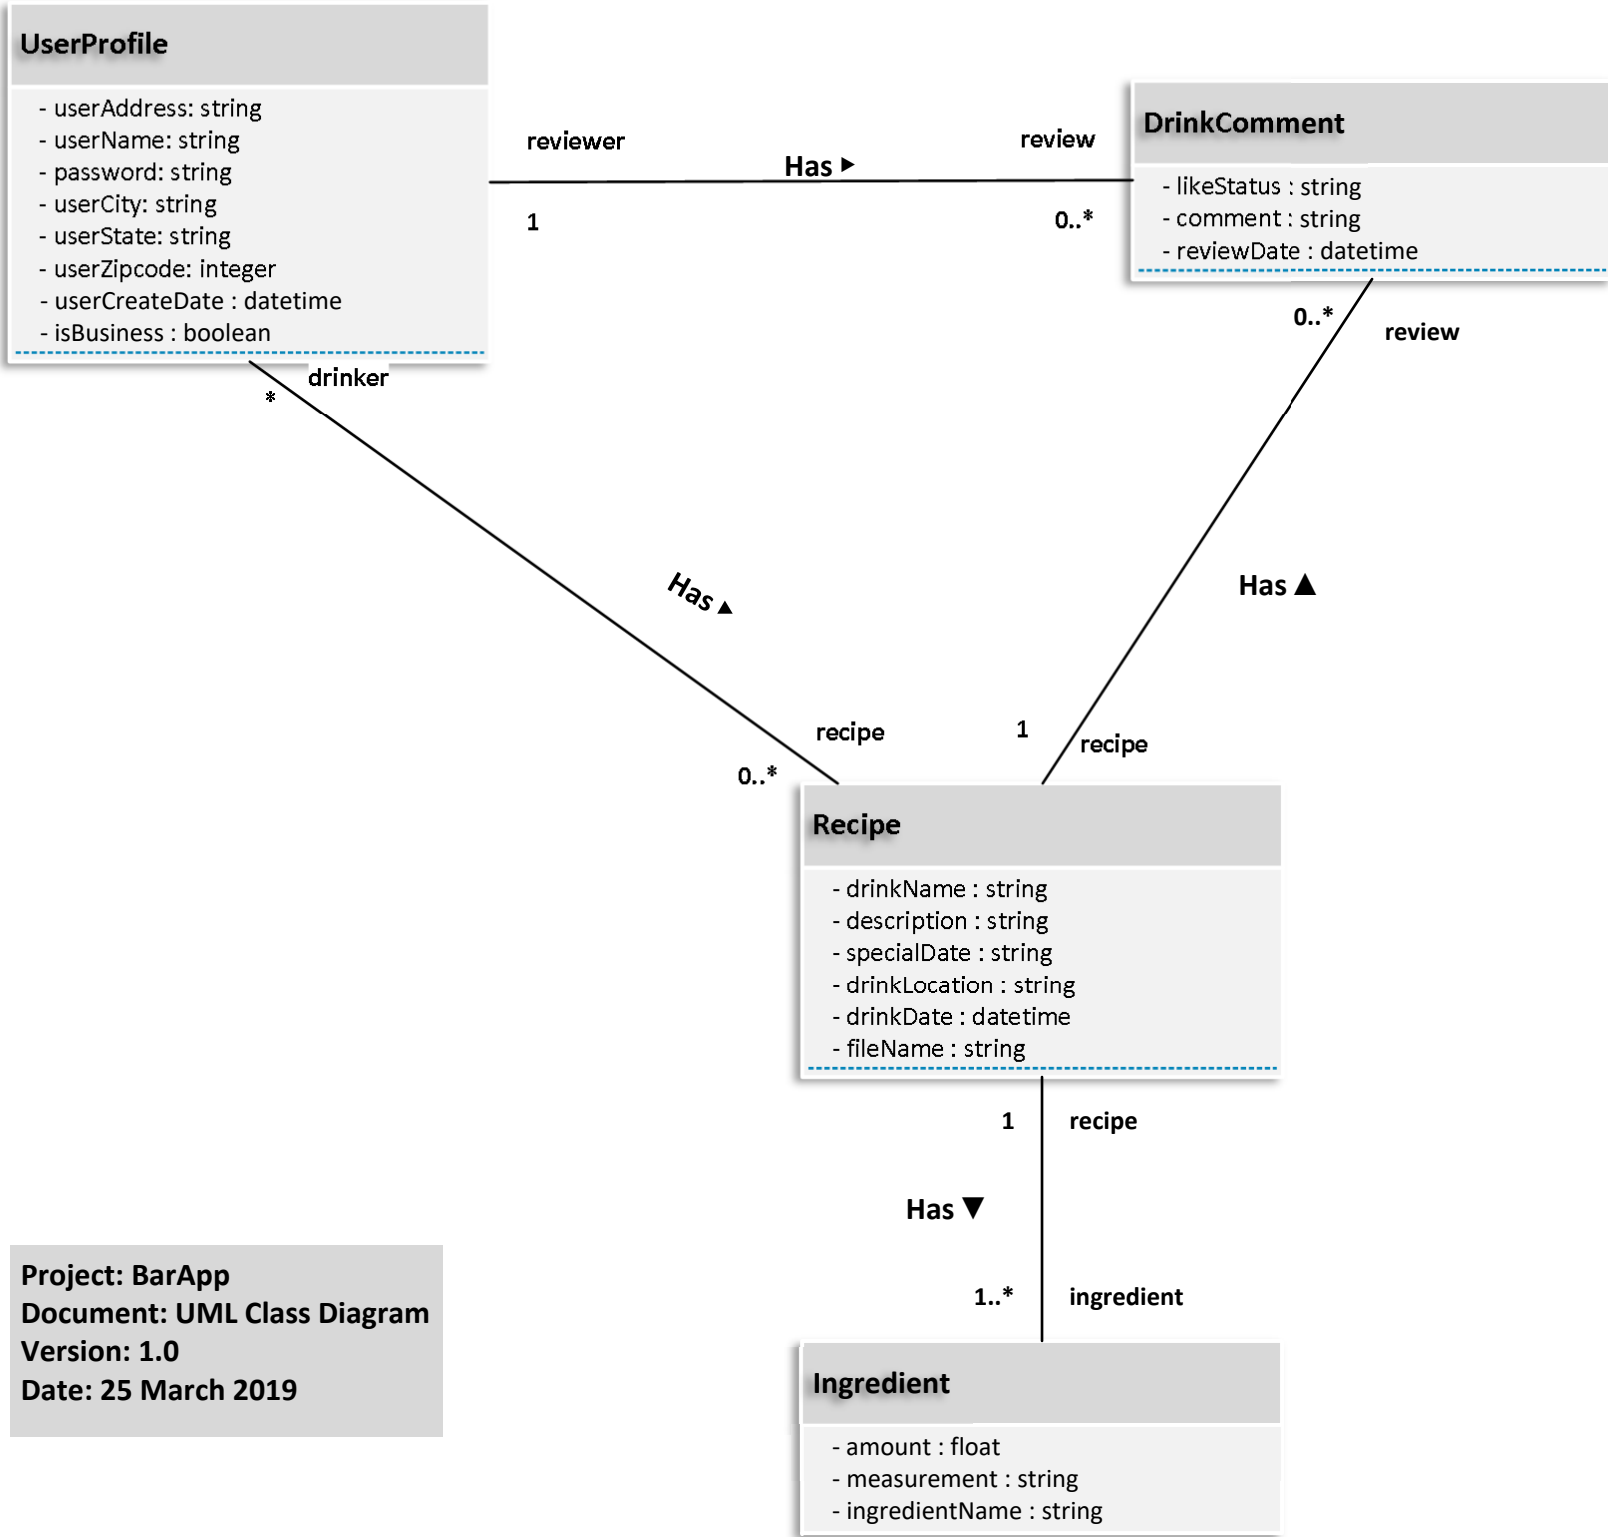 UserProfile
- userAddress: string
- userName: string
- password: string
- userCity: string
- userState: string
- userZipcode: integer
- userCreateDate : datetime
- isBusiness : boolean
reviewer
Has ▶
review
1
0..*
DrinkComment
- likeStatus : string
- comment : string
- reviewDate : datetime
0..*
review
drinker
*
Has ▲
Has ▲
recipe
0..*
1
recipe
Recipe
- drinkName : string
- description : string
- specialDate : string
- drinkLocation : string
- drinkDate : datetime
- fileName : string
1
recipe
Has ▼
1..*
ingredient
Ingredient
- amount : float
- measurement : string
- ingredientName : string
Project: BarApp
Document: UML Class Diagram
Version: 1.0
Date: 25 March 2019